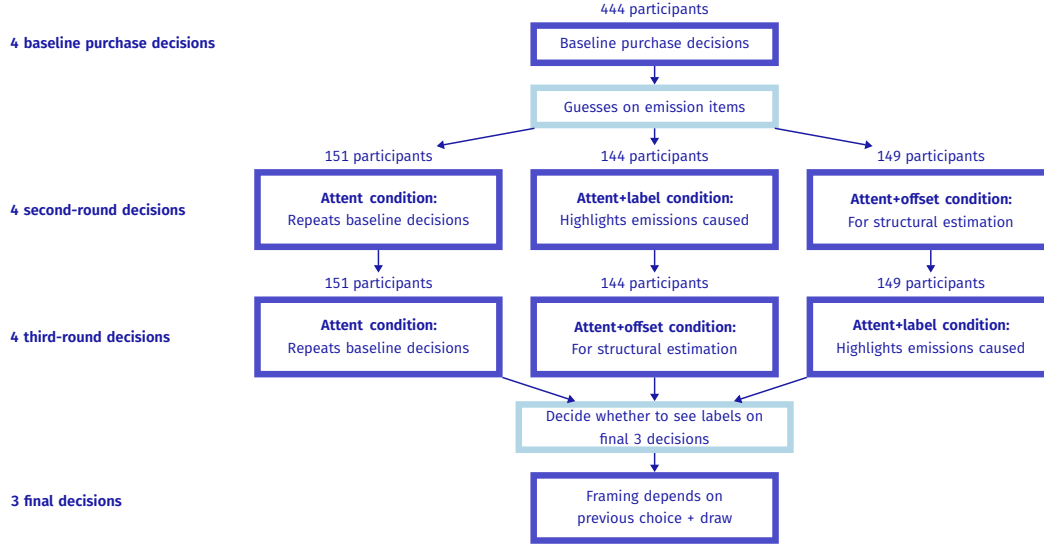 444 participants
4 baseline purchase decisions
Baseline purchase decisions
Guesses on emission items
151 participants
144 participants
149 participants
4 second-round decisions
Attent condition:
Repeats baseline decisions
Attent+label condition:
Highlights emissions caused
Attent+offset condition:
For structural estimation
151 participants
144 participants
149 participants
4 third-round decisions
Attent condition:
Repeats baseline decisions
Attent+offset condition:
For structural estimation
Attent+label condition:
Highlights emissions caused
Decide whether to see labels on
final 3 decisions
3 final decisions
Framing depends on
previous choice + draw